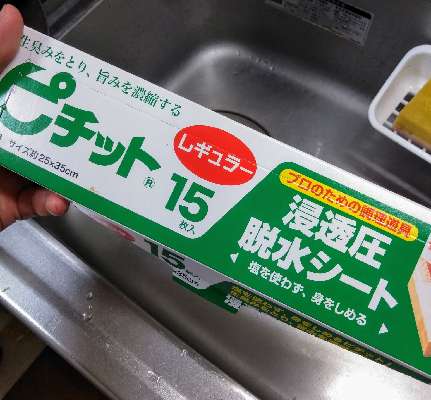 生臭みをとり、旨みを濃縮する
ピチット®
サイズ約25×35cm
レギュラー
15
枚入
プロのための調理道具
浸透圧
脱水シート
塩を使わず、身をしめる
15